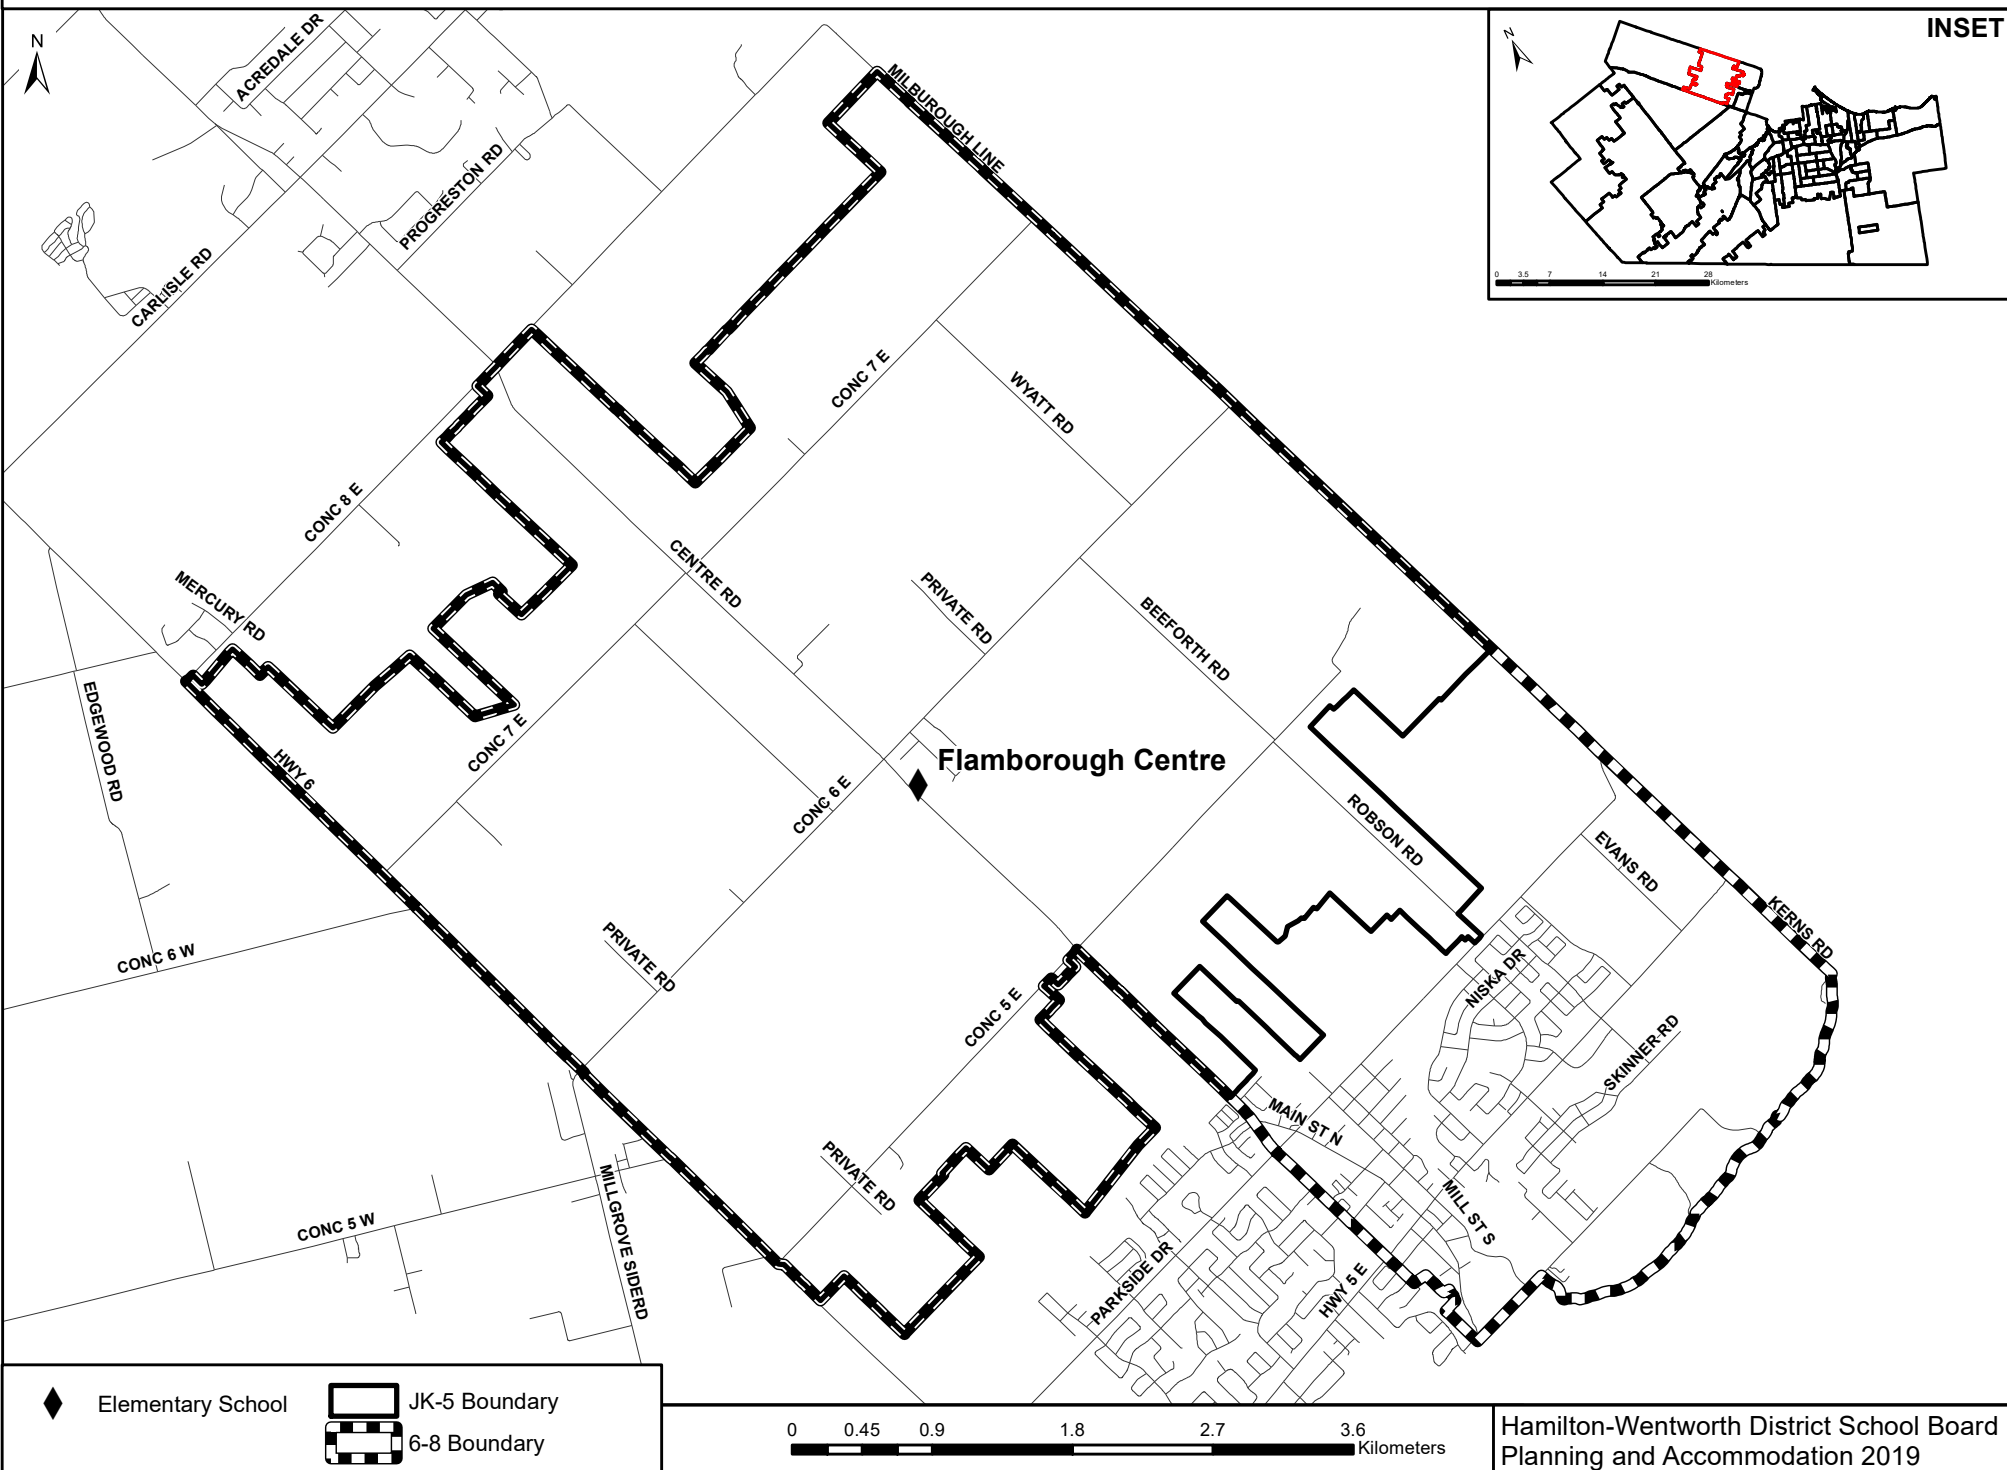 N
ACREDALE DR
MILBOROUGH LINE
INSET
N
0 3.5 7 14 21 28
Kilometers
PROGRESTON RD
CARLISLE RD
CONC 7 E
WYATT RD
CONC 8 E
CENTRE RD
PRIVATE RD
MERCURY RD
BEEFORTH RD
EDGEWOOD RD
HWY 6
CONC 7 E
Flamborough Centre
CONC 6 E
ROBSON RD
EVANS RD
KERNS RD
CONC 6 W
PRIVATE RD
NISKA DR
CONC 5 E
SKINNER RD
MAIN ST N
PRIVATE RD
MILLGROVE SIDERD
MILL ST S
CONC 5 W
PARKSIDE DR
HWY 5 E
Elementary School
JK-5 Boundary
6-8 Boundary
0 0.45 0.9 1.8 2.7 3.6
Kilometers
Hamilton-Wentworth District School Board
Planning and Accommodation 2019